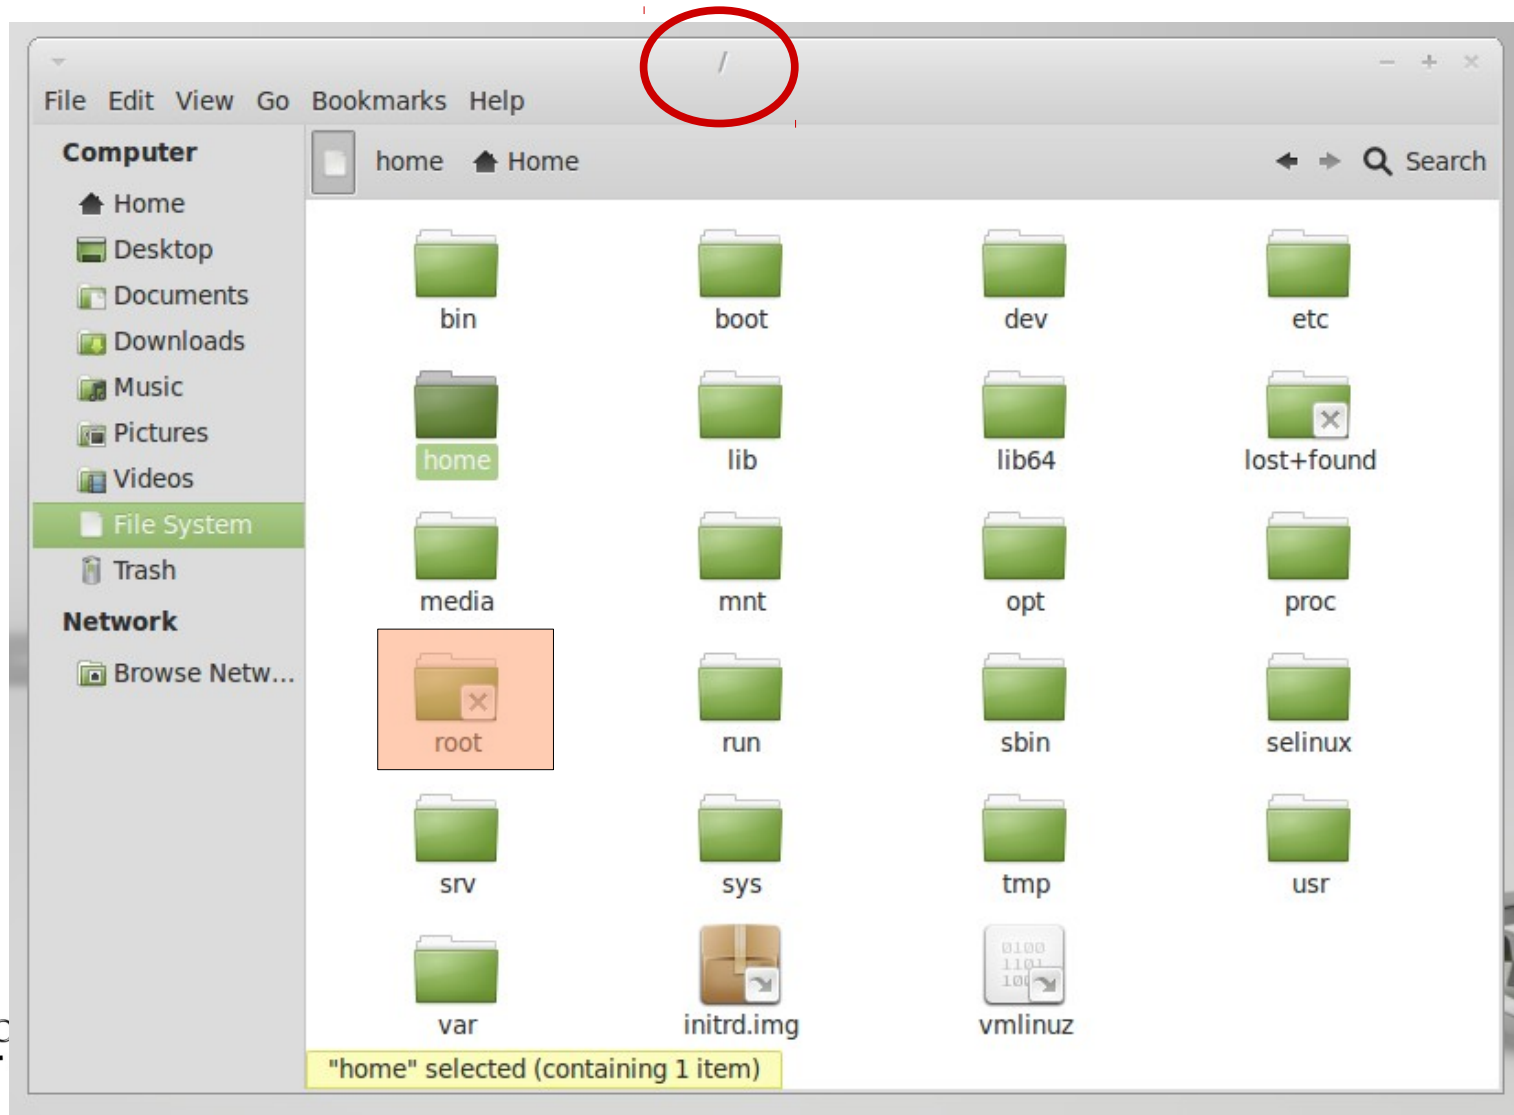 /
File Edit View Go Bookmarks Help
Computer
Home
Desktop
Documents
Downloads
Music
Pictures
Videos
File System
Trash
Network
Browse Netw...
home Home Search
bin boot dev etc
home lib lib64 lost+found
media mnt opt proc
root run sbin selinux
srv sys tmp usr
0100
1101
var initrd.img vmlinuz
"home" selected (containing 1 item)